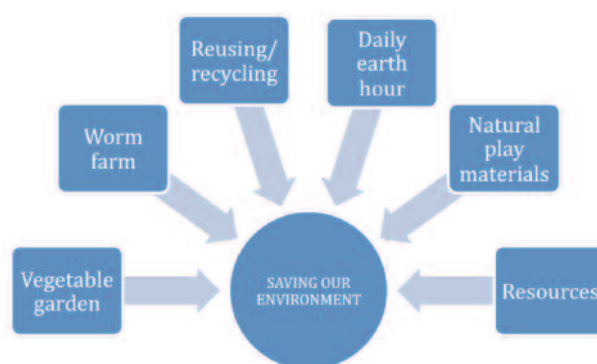 Vegetable
garden
Worm
farm
Reusing/
recycling
Daily
earth
hour
Natural
play
materials
Resources
SAVING OUR
ENVIRONMENT